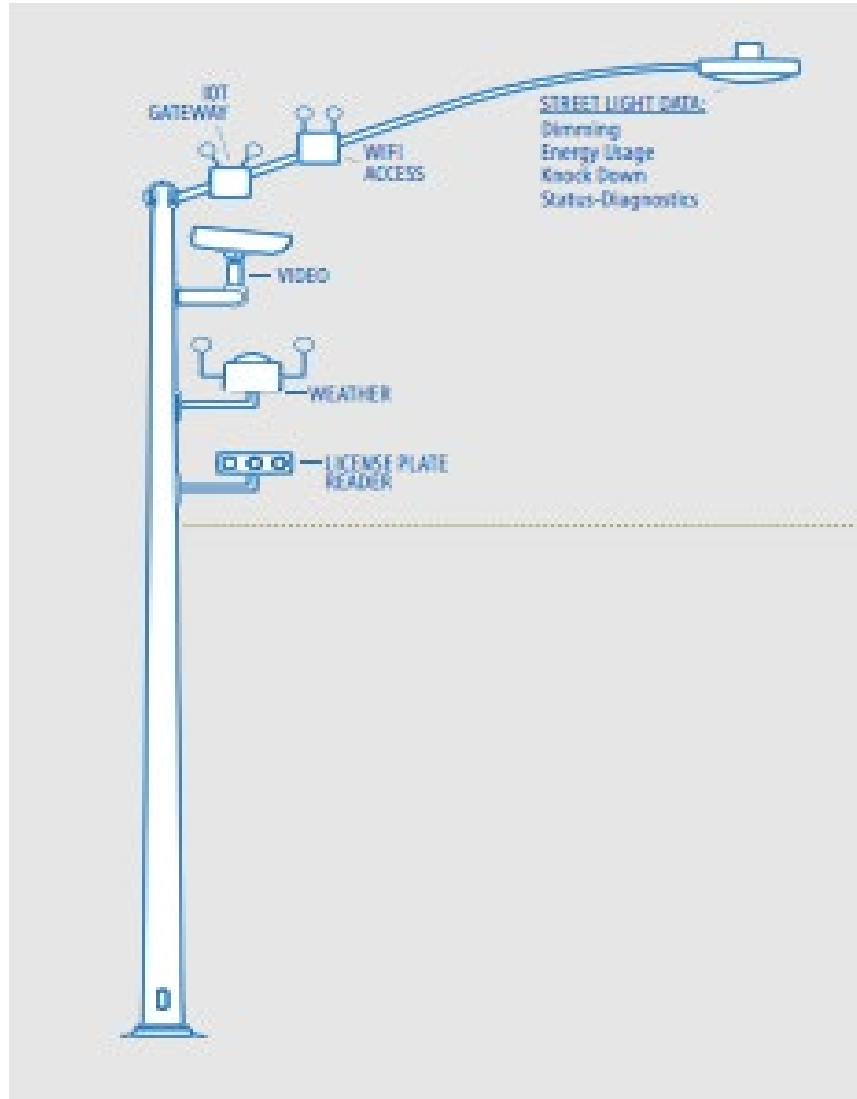 IOT
GATEWAY
WIFI
ACCESS
STREET LIGHT DATA:
Dimming
Energy Usage
Knock Down
Status-Diagnostics
VIDEO
WEATHER
LICENSE PLATE
READER